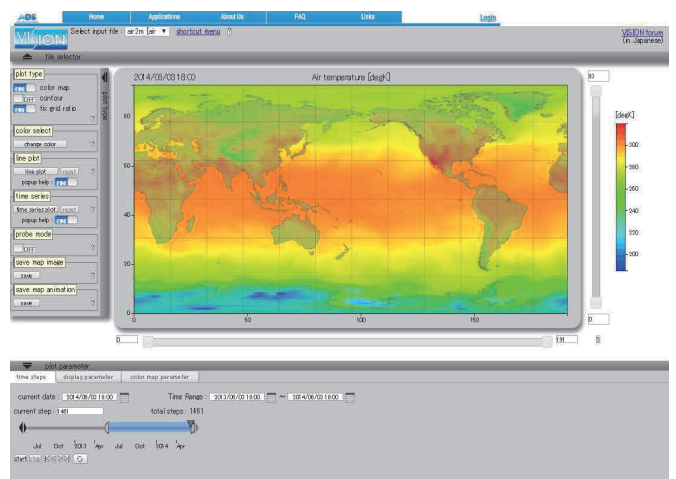 ADS Home Applications About Us FAQ Links Login
VISION Select input file : air2m [air ▼ shortcut menu ?
VISION forum
(in Japanese)
file selector
plot type
color map
OFF contour
fix grid ratio
?
plot type
color select
change color ?
line plot
line plot reset ?
popup help :
time series
time series plot reset ?
popup help :
probe mode
OFF ?
save map image
save ?
save map animation
save ?
2014/06/03 18:00 Air temperature [degK]
80
60
40
20
0
0 50 100 150
[degK]
300
280
260
240
220
200
0
0 191
plot parameter
time steps display parameter color map parameter
current date : 2014/06/03 18:00 Time Range : 2013/06/03 18:00 ~ 2014/06/03 18:00
current step : 1461 total steps : 1461
Jul Oct 2013 Apr Jul Oct 2014 Apr
start stop